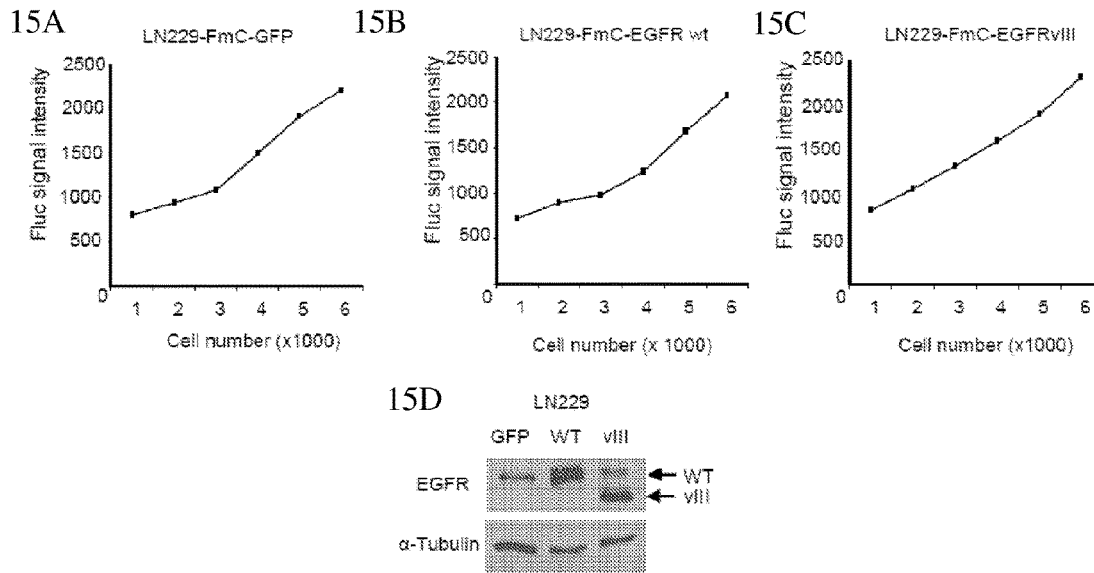 15A
LN229-FmC-GFP
Fluc signal intensity
2500
2000
1500
1000
500
0
1 2 3 4 5 6
Cell number (x1000)
15B
LN229-FmC-EGFR wt
Fluc signal intensity
2500
2000
1500
1000
500
0
1 2 3 4 5 6
Cell number (x 1000)
15C
LN229-FmC-EGFRvIII
Fluc signal intensity
2500
2000
1500
1000
500
0
1 2 3 4 5 6
Cell number (x1000)
15D
LN229
GFP WT vIII
EGFR
WT
vIII
α-Tubulin